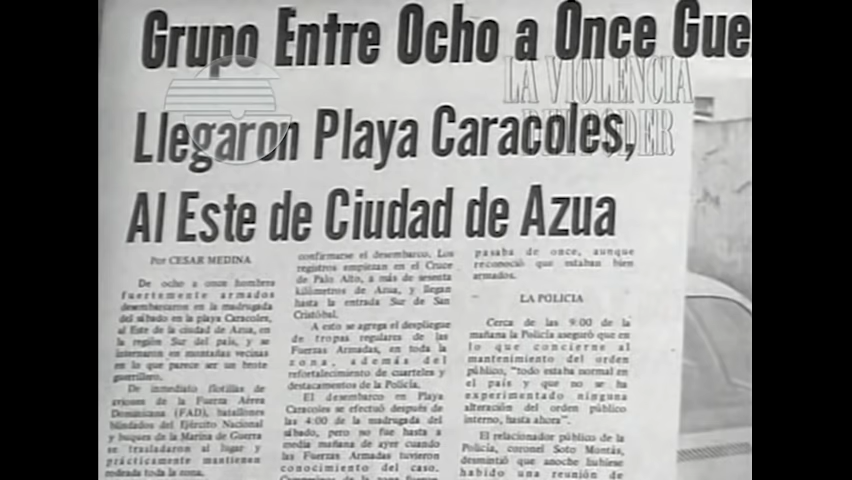 Grupo Entre Ocho a Once Gue
Llegaron Playa Caracoles,
Al Este de Ciudad de Azua
LA VIOLENCIA
DEL PODER
Por CESAR MEDINA
De ocho a once hombres
fuertemente armados
desembarcaron en la madrugada
del sábado en la playa Caracoles,
al Este de la ciudad de Azua, en
la región Sur del país, y se
internaron en montañas vecinas
en lo que parece ser un brote
guerrillero.
De inmediato flotillas de
aviones de la Fuerza Aérea
Dominicana (FAD), batallones
blindados del Ejército Nacional
y buques de la Marina de Guerra
se trasladaron al lugar y
prácticamente mantienen
rodeada toda la zona.
confirmarse el desembarco. Los
registros empiezan en el Cruce
de Palo Alto, a más de sesenta
kilómetros de Azua, y llegan
hasta la entrada Sur de San
Cristóbal.
A esto se agrega el despliegue
de tropas regulares de las
Fuerzas Armadas, en toda la
zona, además del
refortalecimiento de cuarteles y
destacamentos de la Policía.
El desembarco en Playa
Caracoles se efectuó después de
las 4:00 de la madrugada del
sábado, pero no fue hasta a
media mañana de ayer cuando
las Fuerzas Armadas tuvieron
conocimiento del caso.
pasaba de once, aunque
reconoció que estaban bien
armados.
LA POLICIA
Cerca de las 9:00 de la
mañana la Policía aseguró que en
lo que concierne al
mantenimiento del orden
público, "todo estaba normal en
el país y que no se ha
experimentado ninguna
alteración del orden público
interno, hasta ahora".
El relacionador público de la
Policía, coronel Soto Montás,
desmintió que anoche hubiese
habido una reunión de